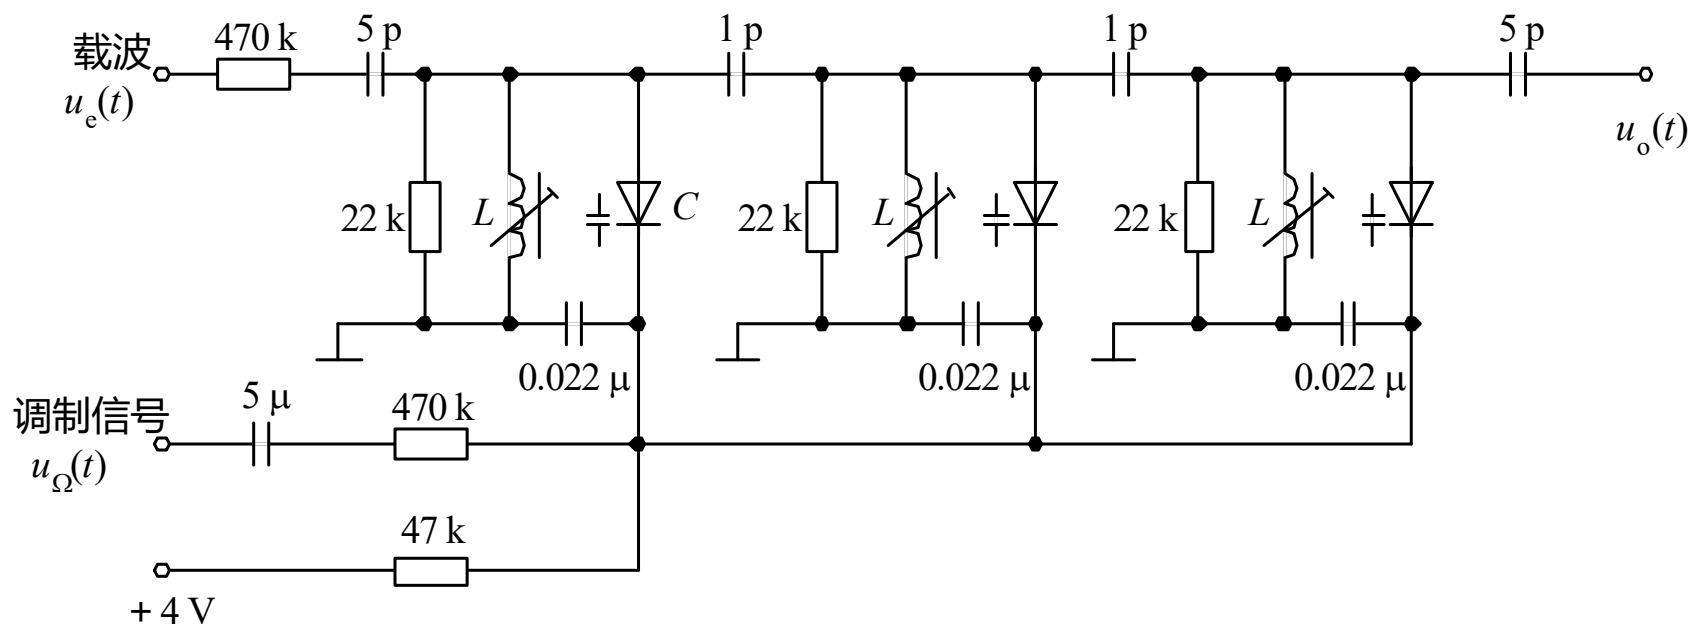 载波
u_e(t)
470 k
5 p
1 p
1 p
5 p
u_o(t)
22 k
L
C
22 k
L
22 k
L
0.022 μ
0.022 μ
0.022 μ
调制信号
u_Ω(t)
5 μ
470 k
47 k
+ 4 V